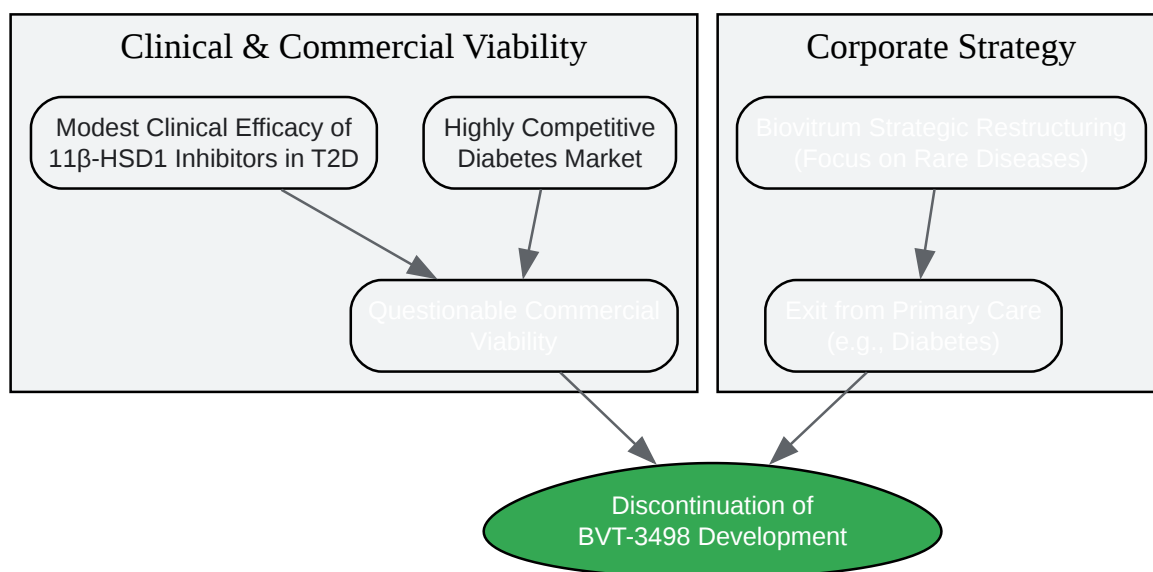 Clinical & Commercial Viability
Modest Clinical Efficacy of
11β-HSD1 Inhibitors in T2D
Highly Competitive
Diabetes Market
Questionable Commercial
Viability
Corporate Strategy
Biovitrum Strategic Restructuring
(Focus on Rare Diseases)
Exit from Primary Care
(e.g., Diabetes)
Discontinuation of
BVT-3498 Development